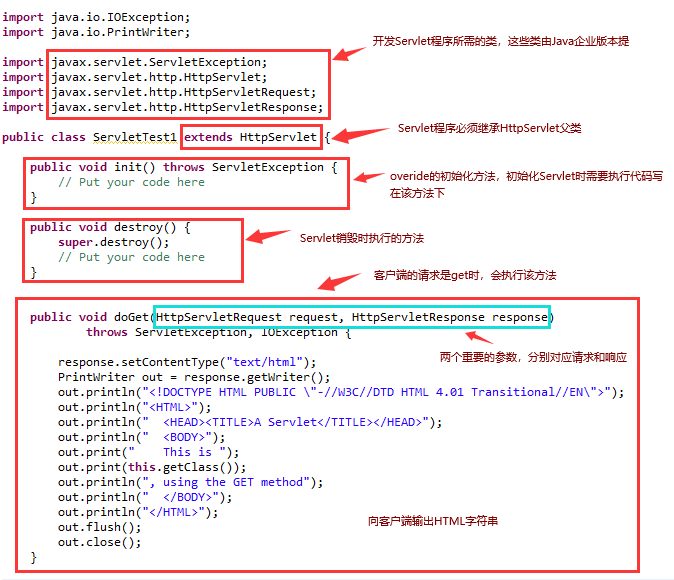 import java.io.IOException;
import java.io.PrintWriter;
import javax.servlet.ServletException;
开发Servlet程序所需的类，这些类由Java企业版本提
import javax.servlet.http.HttpServlet;
import javax.servlet.http.HttpServletRequest;
import javax.servlet.http.HttpServletResponse;
public class ServletTest1 extends HttpServlet {
Servlet程序必须继承HttpServlet父类
public void init() throws ServletException {
// Put your code here
}
overide的初始化方法，初始化Servlet时需要执行代码写
在该方法下
public void destroy() {
super.destroy();
// Put your code here
}
Servlet销毁时执行的方法
客户端的请求是get时，会执行该方法
public void doGet(HttpServletRequest request, HttpServletResponse response)
throws ServletException, IOException {
两个重要的参数，分别对应请求和响应
response.setContentType("text/html");
PrintWriter out = response.getWriter();
out.println("<!DOCTYPE HTML PUBLIC \"-//W3C//DTD HTML 4.01 Transitional//EN\">");
out.println("<HTML>");
out.println("  <HEAD><TITLE>A Servlet</TITLE></HEAD>");
out.println("  <BODY>");
out.print("    This is ");
out.print(this.getClass());
out.println(", using the GET method");
out.println("  </BODY>");
out.println("</HTML>");
out.flush();
out.close();
}
向客户端输出HTML字符串